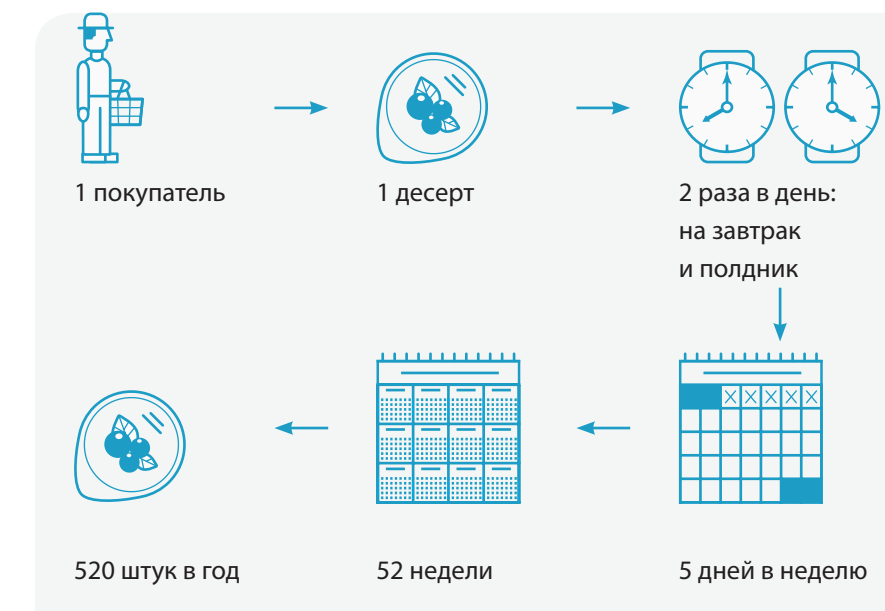 1 покупатель
1 десерт
2 раза в день:
на завтрак
и полдник
5 дней в неделю
52 недели
520 штук в год